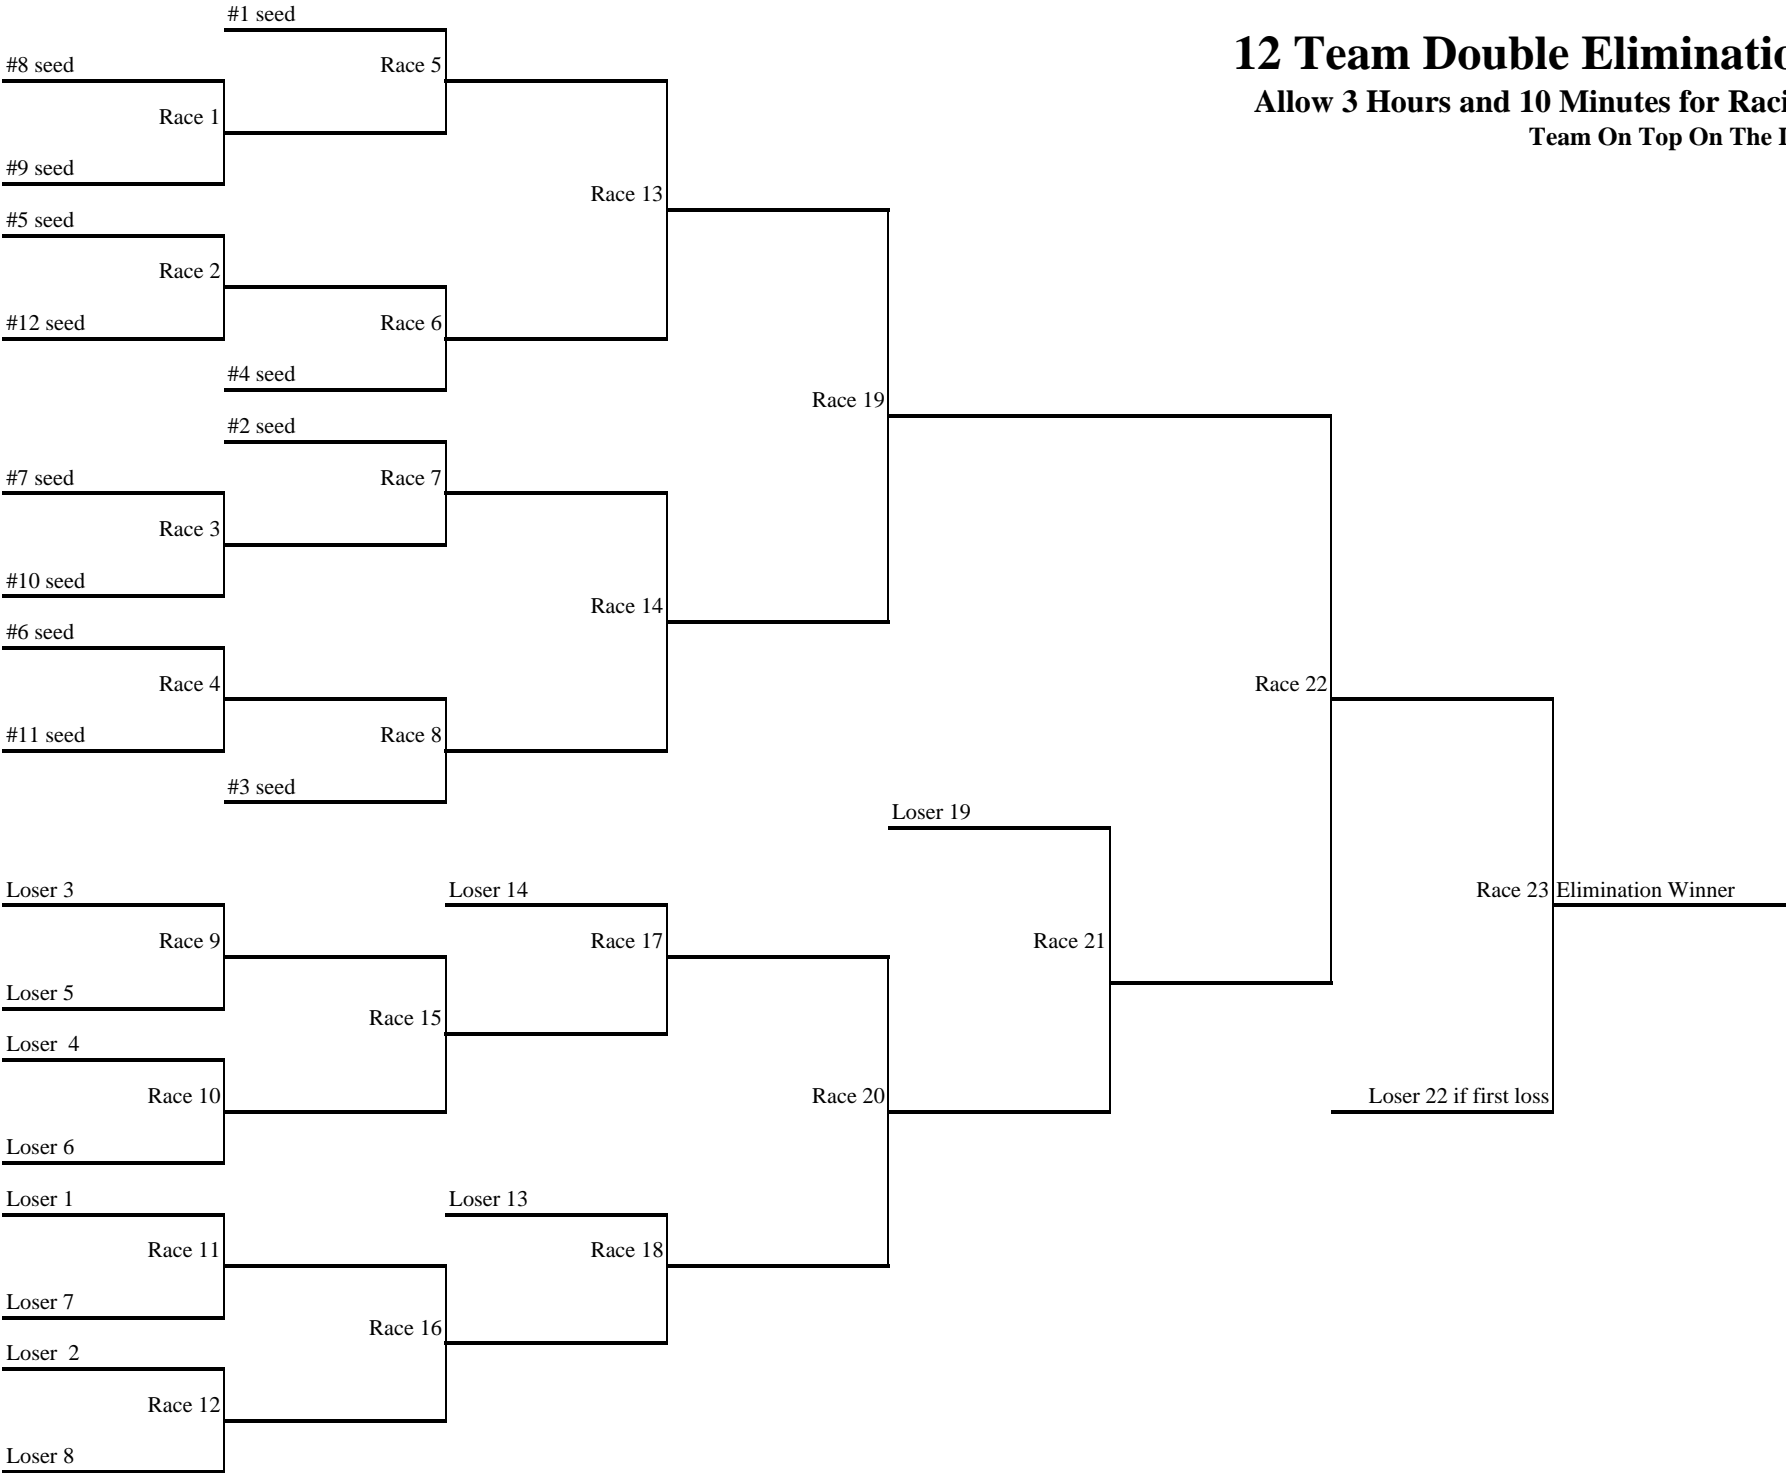 #1 seed
12 Team Double Eliminatio
#8 seed
Race 5
Allow 3 Hours and 10 Minutes for Raci
Race 1
Team On Top On The
#9 seed
Race 13
#5 seed
Race 2
#12 seed
Race 6
#4 seed
Race 19
#2 seed
#7 seed
Race 7
Race 3
#10 seed
Race 14
#6 seed
Race 4
Race 22
#11 seed
Race 8
#3 seed
Loser 19
Loser 3
Loser 14
Race 23 Elimination Winner
Race 9
Race 17
Race 21
Loser 5
Race 15
Loser  4
Race 10
Race 20
Loser 22 if first loss
Loser 6
Loser 1
Loser 13
Race 11
Race 18
Loser 7
Race 16
Loser  2
Race 12
Loser 8